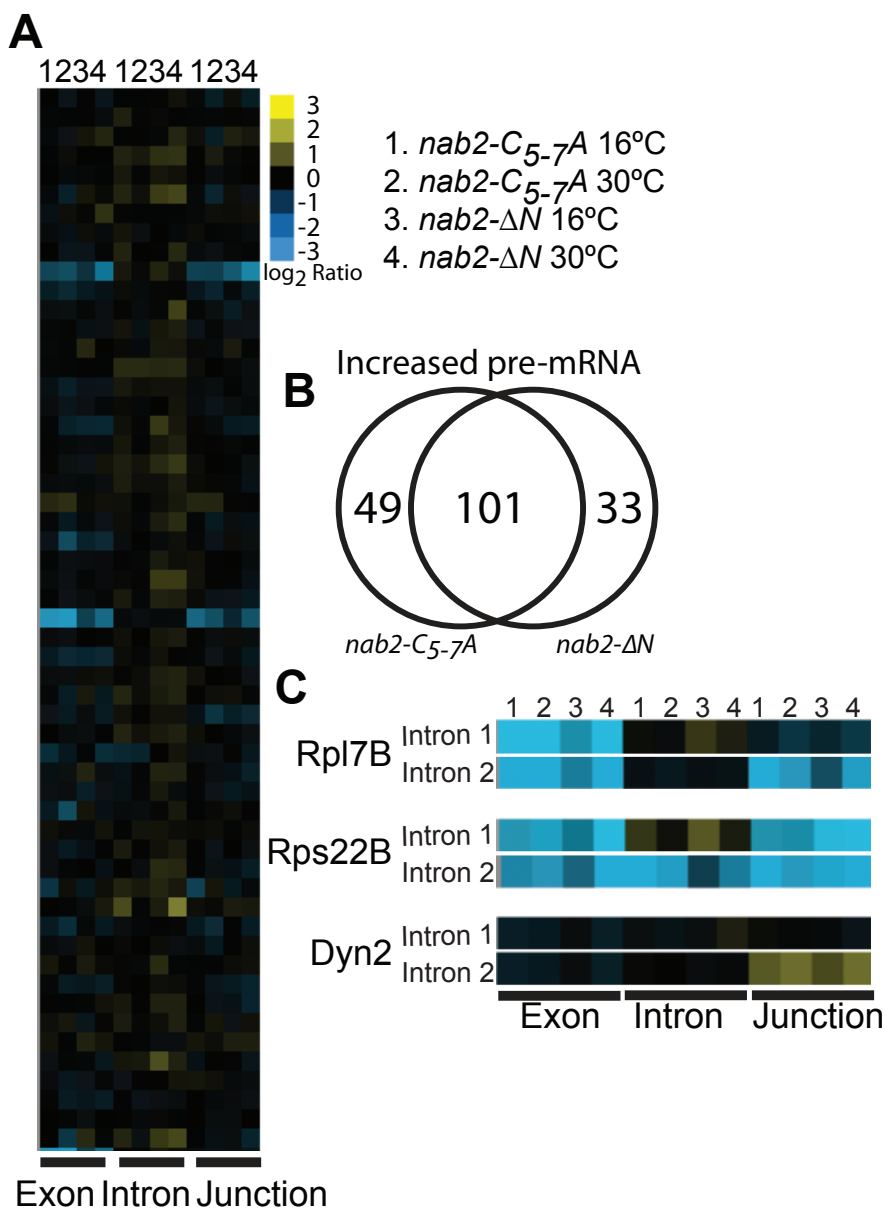 A
1234 1234 1234
3
2
1
0
-1
-2
-3
log2 Ratio
1. nab2-C5-7A 16ºC
2. nab2-C5-7A 30ºC
3. nab2-ΔN 16ºC
4. nab2-ΔN 30ºC
Exon Intron Junction
B
Increased pre-mRNA
49 101 33
nab2-C5-7A nab2-ΔN
C
1 2 3 4 1 2 3 4 1 2 3 4
Rpl7B
Intron 1
Intron 2
Rps22B
Intron 1
Intron 2
Dyn2
Intron 1
Intron 2
Exon Intron Junction